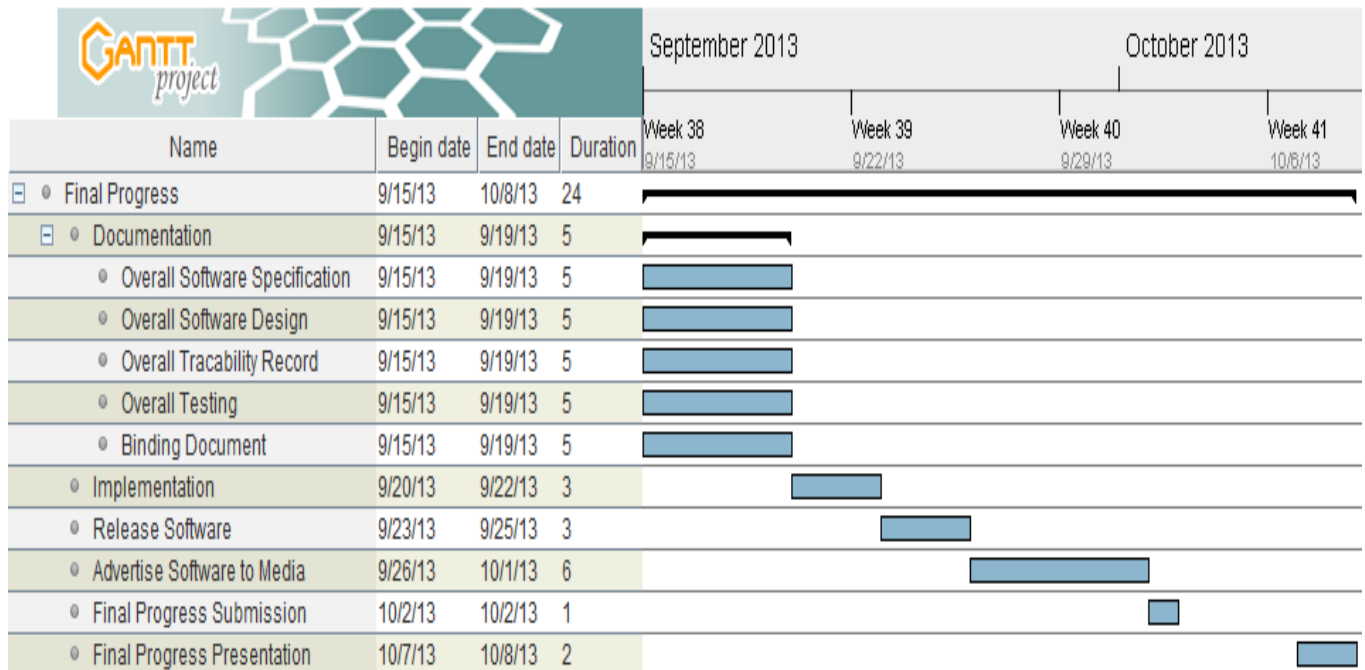 GANTT
project
September 2013 October 2013
Week 38 Week 39 Week 40 Week 41
9/15/13 9/22/13 9/29/13 10/6/13
Name Begin date End date Duration
Final Progress 9/15/13 10/8/13 24
Documentation 9/15/13 9/19/13 5
Overall Software Specification 9/15/13 9/19/13 5
Overall Software Design 9/15/13 9/19/13 5
Overall Tracability Record 9/15/13 9/19/13 5
Overall Testing 9/15/13 9/19/13 5
Binding Document 9/15/13 9/19/13 5
Implementation 9/20/13 9/22/13 3
Release Software 9/23/13 9/25/13 3
Advertise Software to Media 9/26/13 10/1/13 6
Final Progress Submission 10/2/13 10/2/13 1
Final Progress Presentation 10/7/13 10/8/13 2